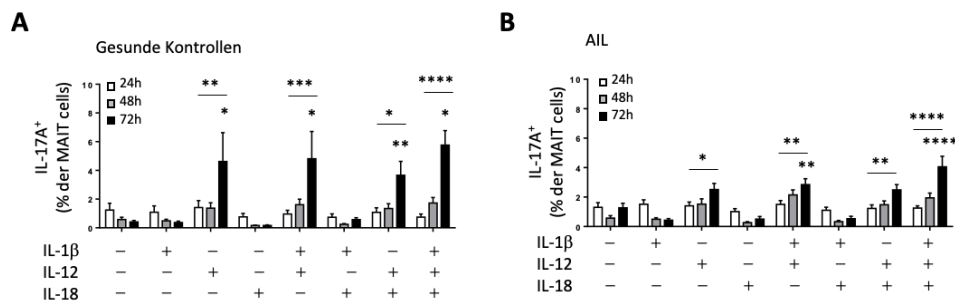 A
Gesunde Kontrollen
IL-17A+
(% der MAIT cells)
10
8
6
4
2
0
24h
48h
72h
** *** ****
* * * * **
IL-1β − + − − + + − +
IL-12 − − + − + − + +
IL-18 − − − + − + + +
B
AIL
IL-17A+
(% der MAIT cells)
10
8
6
4
2
0
24h
48h
72h
* ** ** ** **** ****
IL-1β − + − − + + − +
IL-12 − − + − + − + +
IL-18 − − − + − + + +